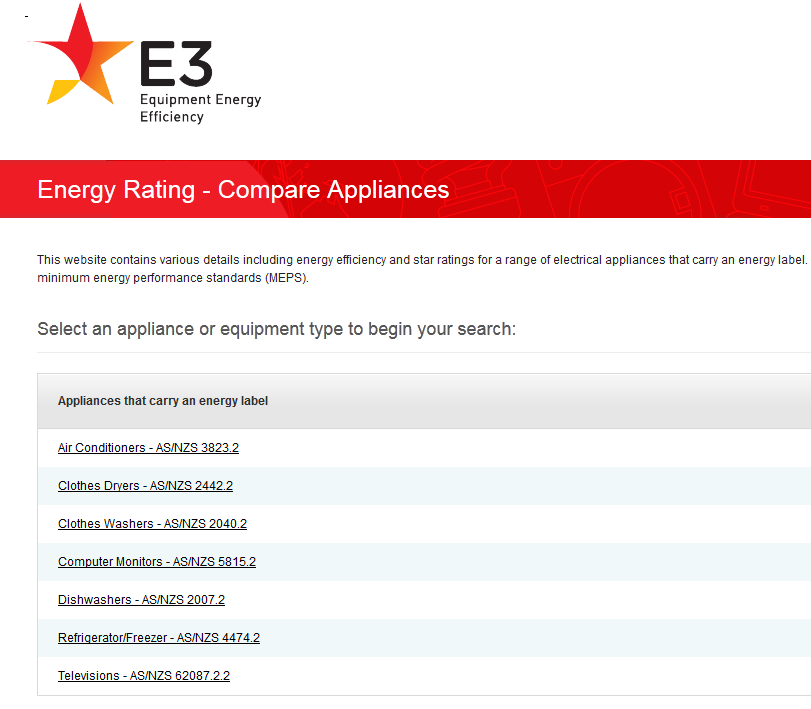 E3
Equipment Energy
Efficiency
Energy Rating - Compare Appliances
This website contains various details including energy efficiency and star ratings for a range of electrical appliances that carry an energy label.
minimum energy performance standards (MEPS).
Select an appliance or equipment type to begin your search:
Appliances that carry an energy label
Air Conditioners - AS/NZS 3823.2
Clothes Dryers - AS/NZS 2442.2
Clothes Washers - AS/NZS 2040.2
Computer Monitors - AS/NZS 5815.2
Dishwashers - AS/NZS 2007.2
Refrigerator/Freezer - AS/NZS 4474.2
Televisions - AS/NZS 62087.2.2